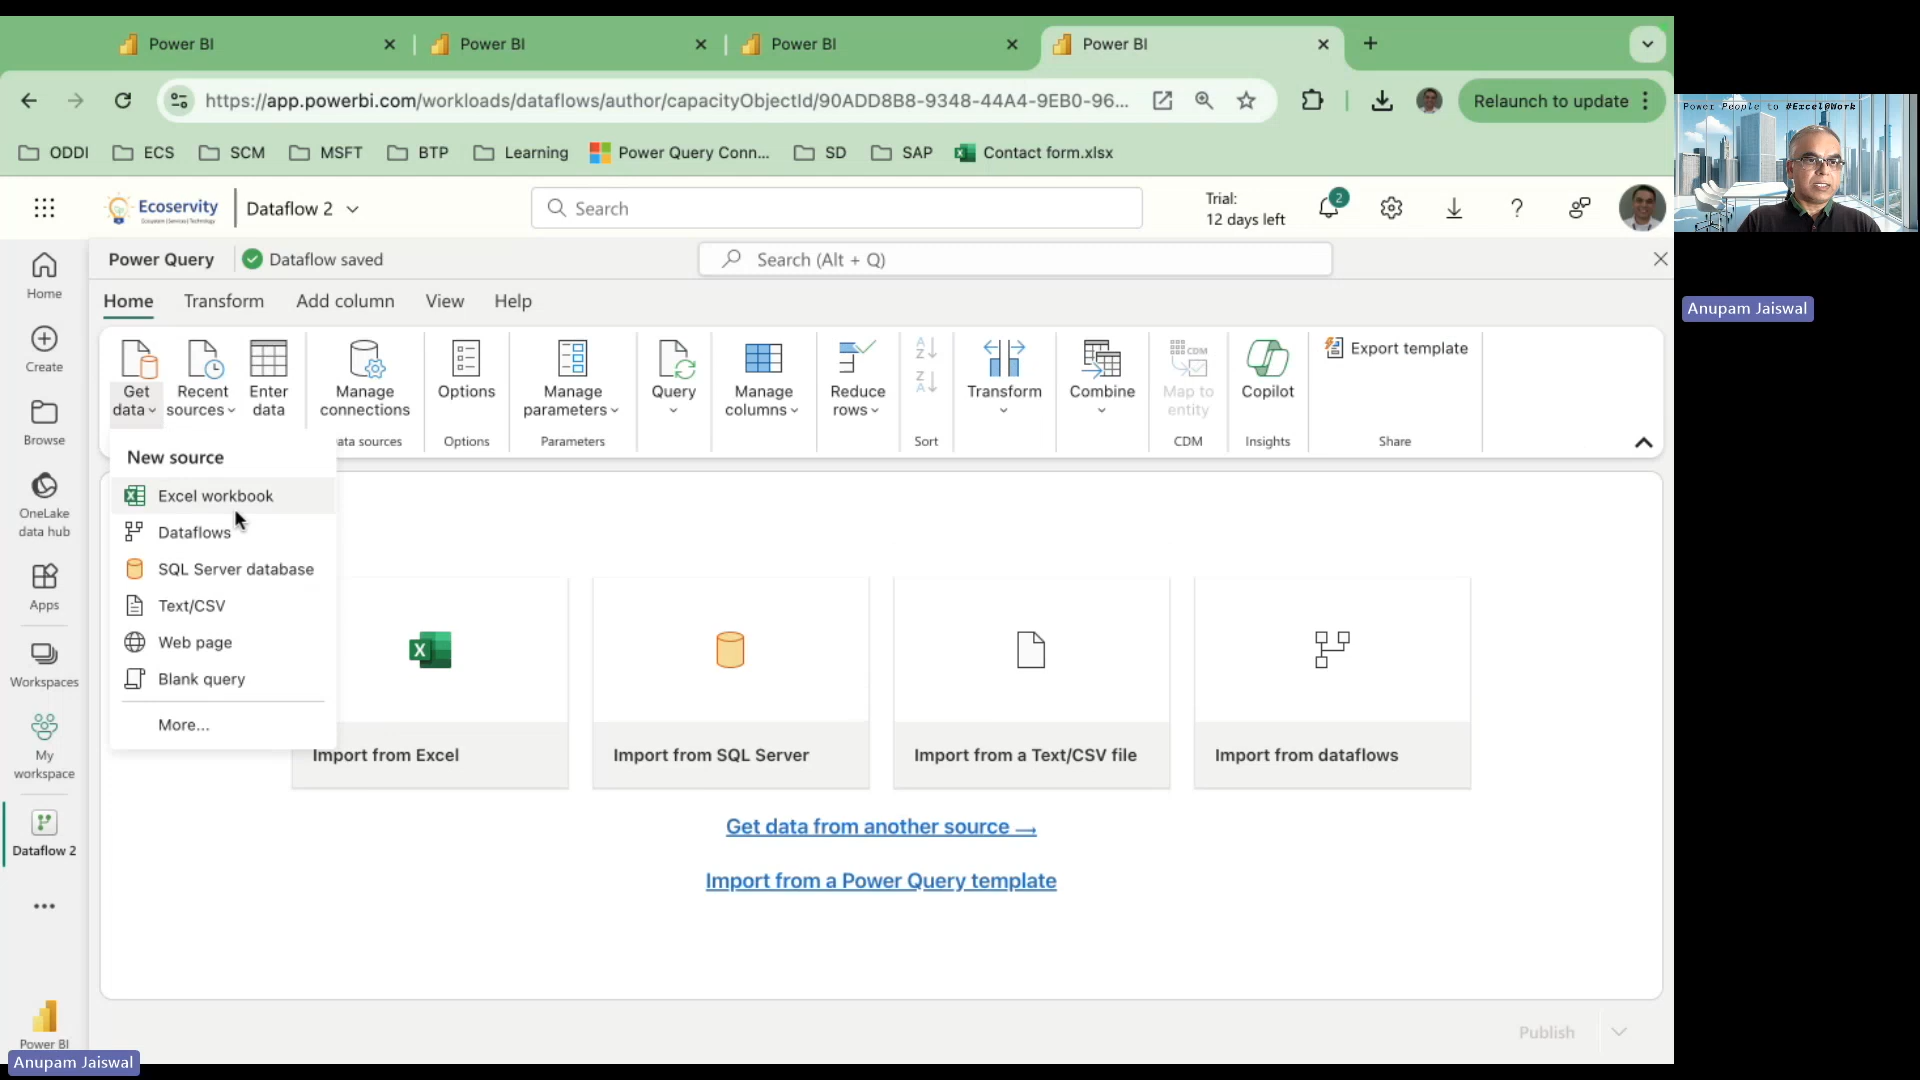 Power BI
Power BI
Power BI
Power BI
https://app.powerbi.com/workloads/dataflows/author/capacityObjectId/90ADD8B8-9348-44A4-9EB0-96...
Relaunch to update
ODDI
ECS
SCM
MSFT
BTP
Learning
Power Query Conn...
SD
SAP
Contact form.xlsx
Power People to #Excel@Work
Ecoservity
Dataflow 2
Search
Trial:
12 days left
2
Power Query
Dataflow saved
Search (Alt + Q)
Home
Transform
Add column
View
Help
Get
data
Recent
sources
Enter
data
Manage
connections
Options
Manage
parameters
Query
Manage
columns
Reduce
rows
Transform
Combine
CDM
Map to
entity
Copilot
Export template
ata sources
Options
Parameters
Sort
CDM
Insights
Share
New source
Excel workbook
Dataflows
SQL Server database
Text/CSV
Web page
Blank query
More...
Import from Excel
Import from SQL Server
Import from a Text/CSV file
Import from dataflows
Get data from another source →
Import from a Power Query template
Publish
Home
Create
Browse
OneLake
data hub
Apps
Workspaces
My
workspace
Dataflow 2
Power BI
Anupam Jaiswal
Anupam Jaiswal